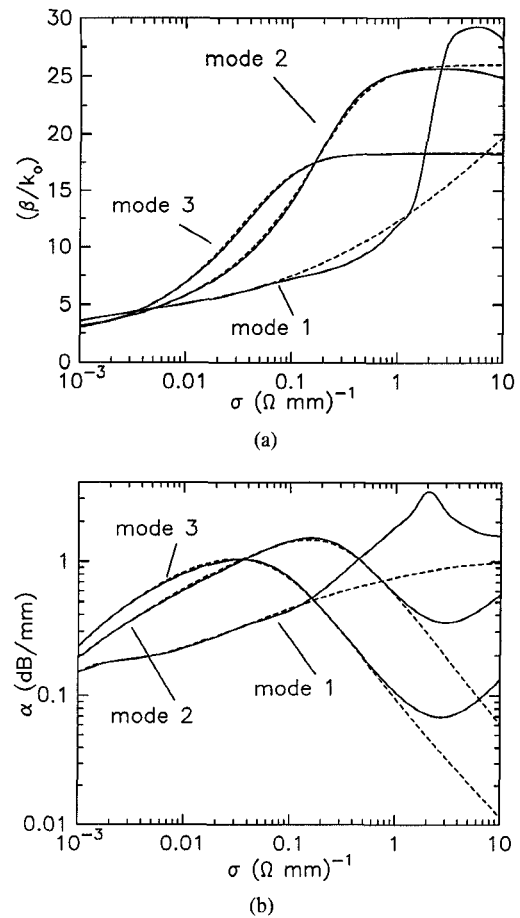 30
25
20
15
10
5
0
(β/k₀)
mode 2
mode 3
mode 1
10⁻³ 0.01 0.1 1 10
σ (Ω mm)⁻¹
(a)
1
0.1
0.01
α (dB/mm)
mode 3
mode 1
mode 2
10⁻³ 0.01 0.1 1 10
σ (Ω mm)⁻¹
(b)